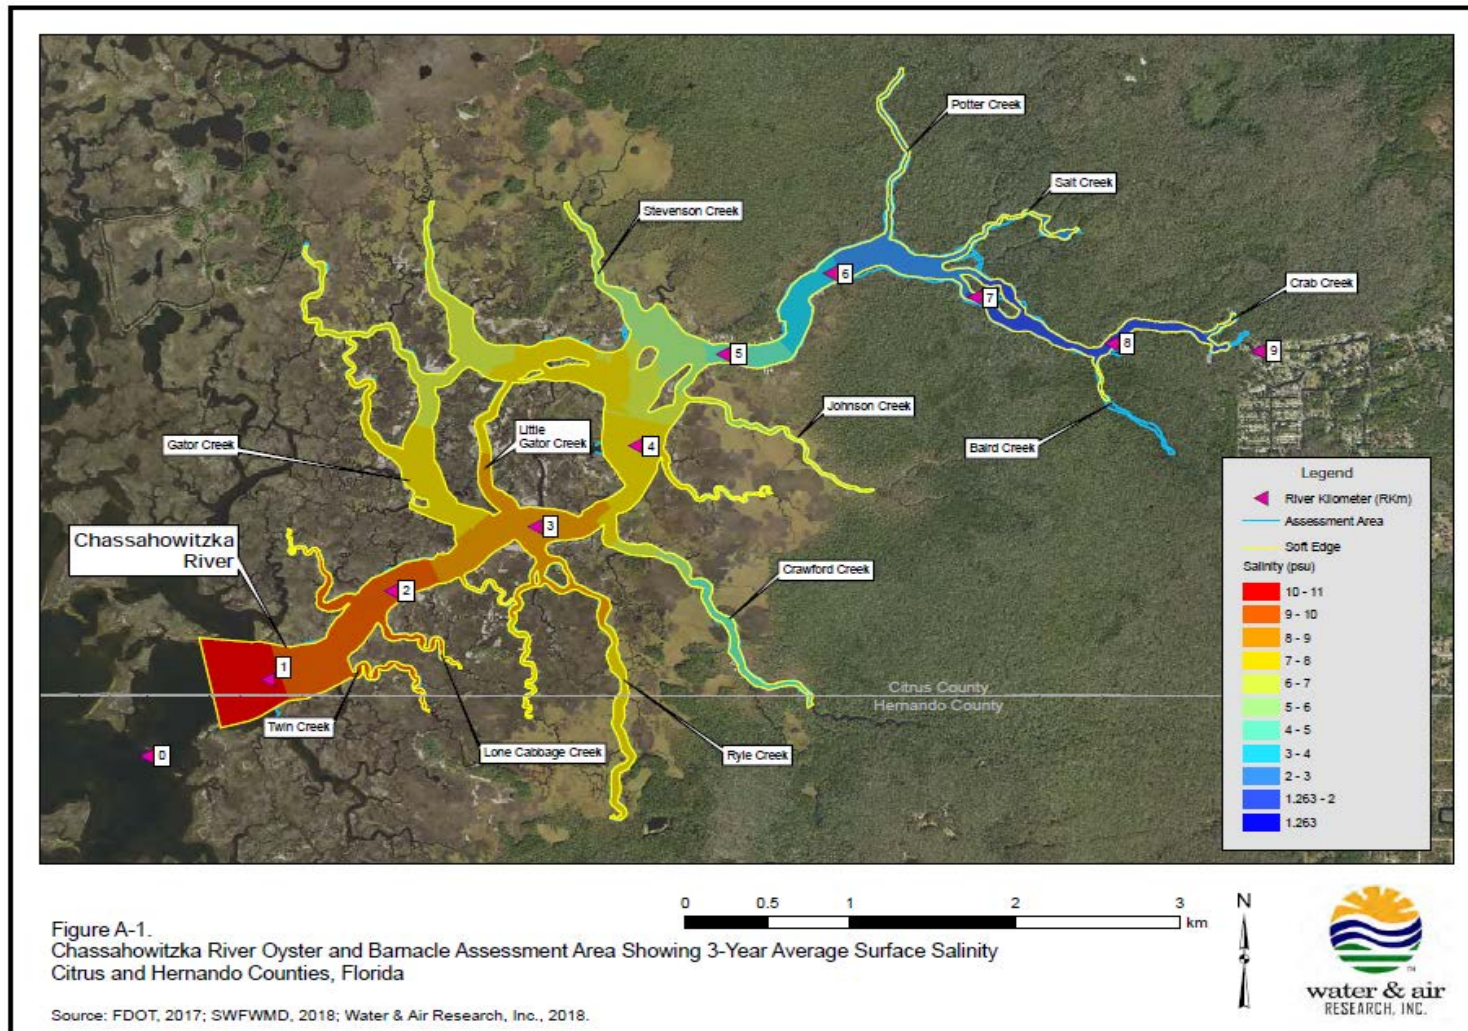 Potter Creek
Salt Creek
Stevenson Creek
Crab Creek
6
7
8
9
5
Johnson Creek
Little
Gator Creek
4
Gator Creek
Baird Creek
3
Chassahowitzka
River
Crawford Creek
2
1
Citrus County
Hernando County
Twin Creek
Lone Cabbage Creek
Ryle Creek
0
Legend
River Kilometer (RKm)
Assessment Area
Soft Edge
Salinity (psu)
10 - 11
9 - 10
8 - 9
7 - 8
6 - 7
5 - 6
4 - 5
3 - 4
2 - 3
1.263 - 2
1.263
0 0.5 1 2 3
km
N
Figure A-1.
Chassahowitzka River Oyster and Barnacle Assessment Area Showing 3-Year Average Surface Salinity
Citrus and Hernando Counties, Florida
Source: FDOT, 2017; SWFWMD, 2018; Water & Air Research, Inc., 2018.
TM
water & air
RESEARCH, INC.